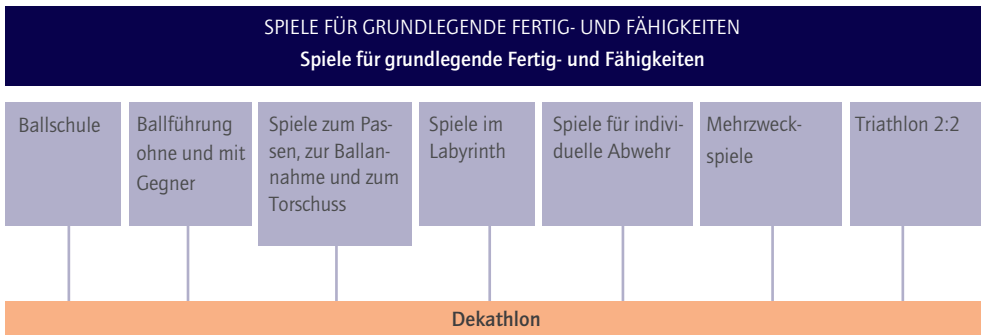 SPIELE FÜR GRUNDLEGENDE FERTIG- UND FÄHIGKEITEN
Spiele für grundlegende Fertig- und Fähigkeiten
Ballschule
Ballführung
ohne und mit
Gegner
Spiele zum Pas-
sen, zur Ballan-
nahme und zum
Torschuss
Spiele im
Labyrinth
Spiele für indivi-
duelle Abwehr
Mehrzweck-
spiele
Triathlon 2:2
Dekathlon